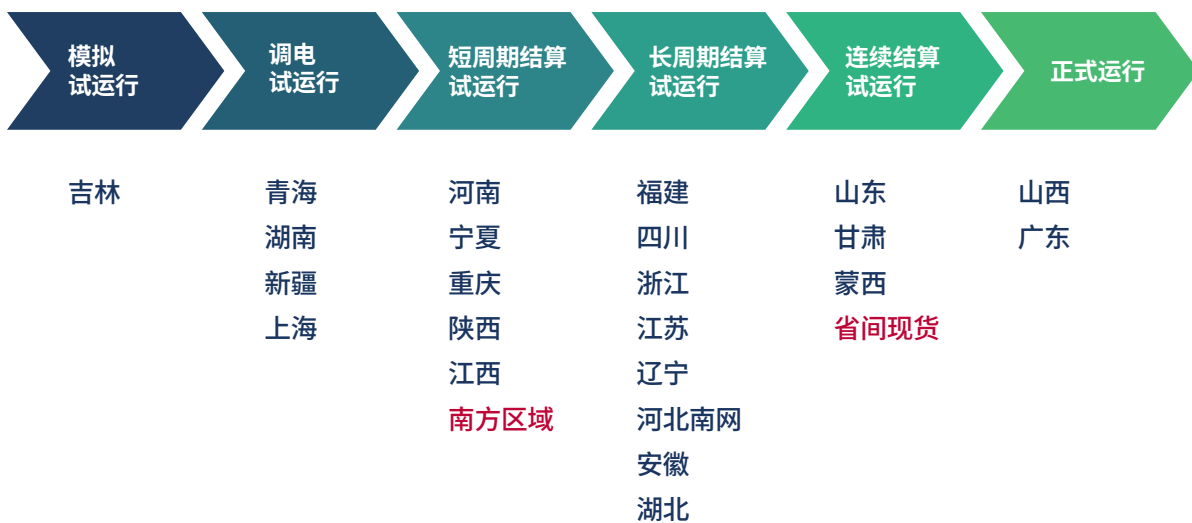 模拟
试运行
调电
试运行
短周期结算
试运行
长周期结算
试运行
连续结算
试运行
正式运行
吉林
青海
湖南
新疆
上海
河南
宁夏
重庆
陕西
江西
南方区域
福建
四川
浙江
江苏
辽宁
河北南网
安徽
湖北
山东
甘肃
蒙西
省间现货
山西
广东